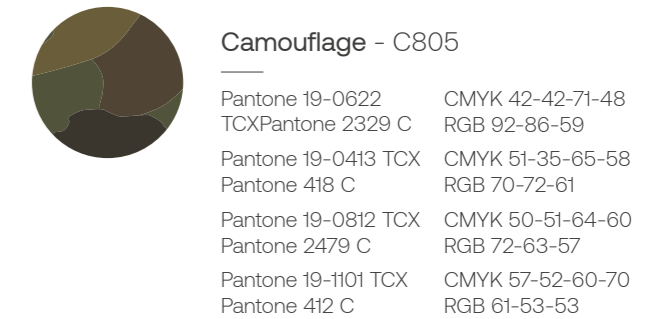 Camouflage - C805
Pantone 19-0622 CMYK 42-42-71-48
TCXPantone 2329 C RGB 92-86-59
Pantone 19-0413 TCX CMYK 51-35-65-58
Pantone 418 C RGB 70-72-61
Pantone 19-0812 TCX CMYK 50-51-64-60
Pantone 2479 C RGB 72-63-57
Pantone 19-1101 TCX CMYK 57-52-60-70
Pantone 412 C RGB 61-53-53